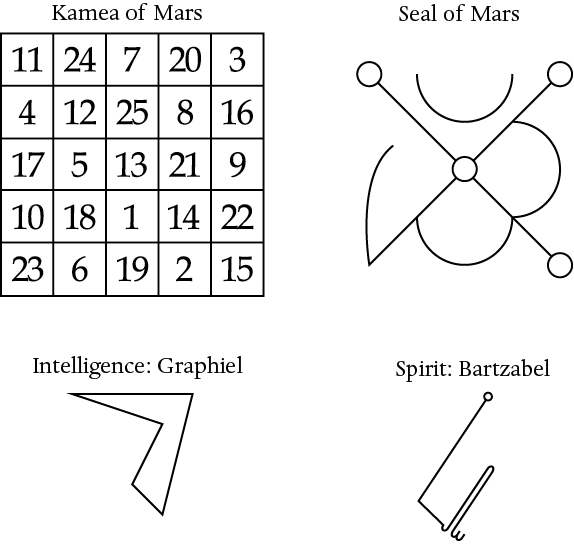 Kamea of Mars
Seal of Mars
11 24 7 20 3
4 12 25 8 16
17 5 13 21 9
10 18 1 14 22
23 6 19 2 15
Intelligence: Graphiel
Spirit: Bartzabel